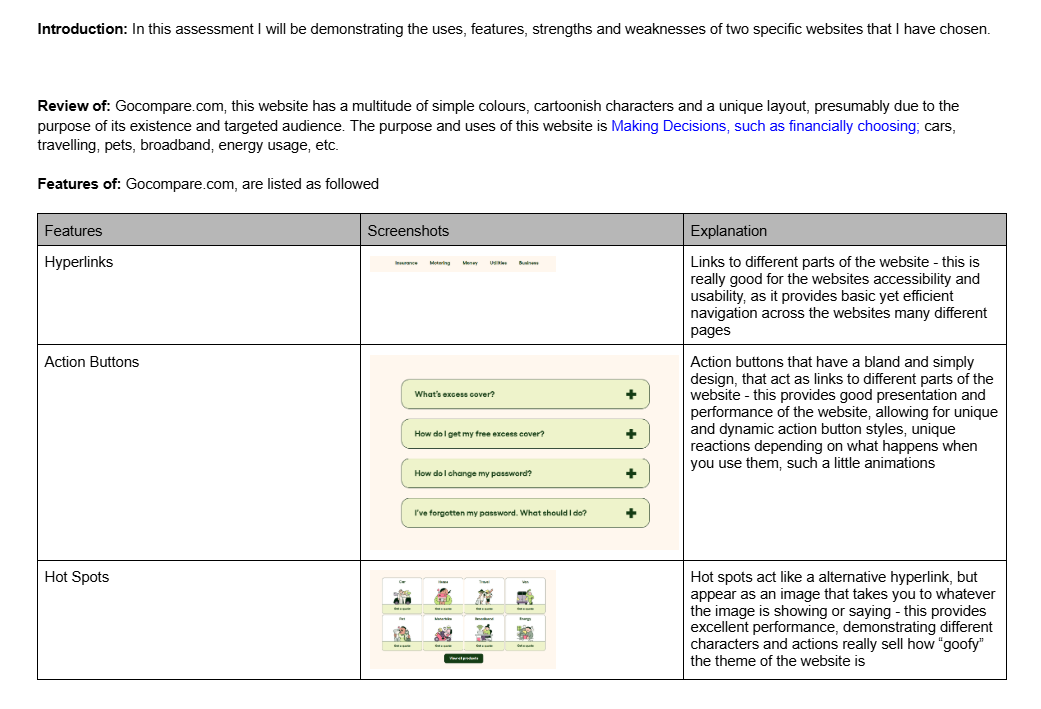 Introduction: In this assessment I will be demonstrating the uses, features, strengths and weaknesses of two specific websites that I have chosen.
Review of: Gocompare.com, this website has a multitude of simple colours, cartoonish characters and a unique layout, presumably due to the
purpose of its existence and targeted audience. The purpose and uses of this website is Making Decisions, such as financially choosing; cars,
travelling, pets, broadband, energy usage, etc.
Features of: Gocompare.com, are listed as followed
Features
Screenshots
Explanation
Hyperlinks
Insurance Motoring Money Utilities Business
Links to different parts of the website - this is
really good for the websites accessibility and
usability, as it provides basic yet efficient
navigation across the websites many different
pages
Action Buttons
What's excess cover?
How do I get my free excess cover?
How do I change my password?
I've forgotten my password. What should I do?
Action buttons that have a bland and simply
design, that act as links to different parts of the
website - this provides good presentation and
performance of the website, allowing for unique
and dynamic action button styles, unique
reactions depending on what happens when
you use them, such a little animations
Hot Spots
Car Home Travel Van
Get a quote Get a quote Get a quote Get a quote
Pet Motorbike Broadband Energy
Get a quote Get a quote Get a quote Get a quote
View all products
Hot spots act like a alternative hyperlink, but
appear as an image that takes you to whatever
the image is showing or saying - this provides
excellent performance, demonstrating different
characters and actions really sell how “goofy”
the theme of the website is